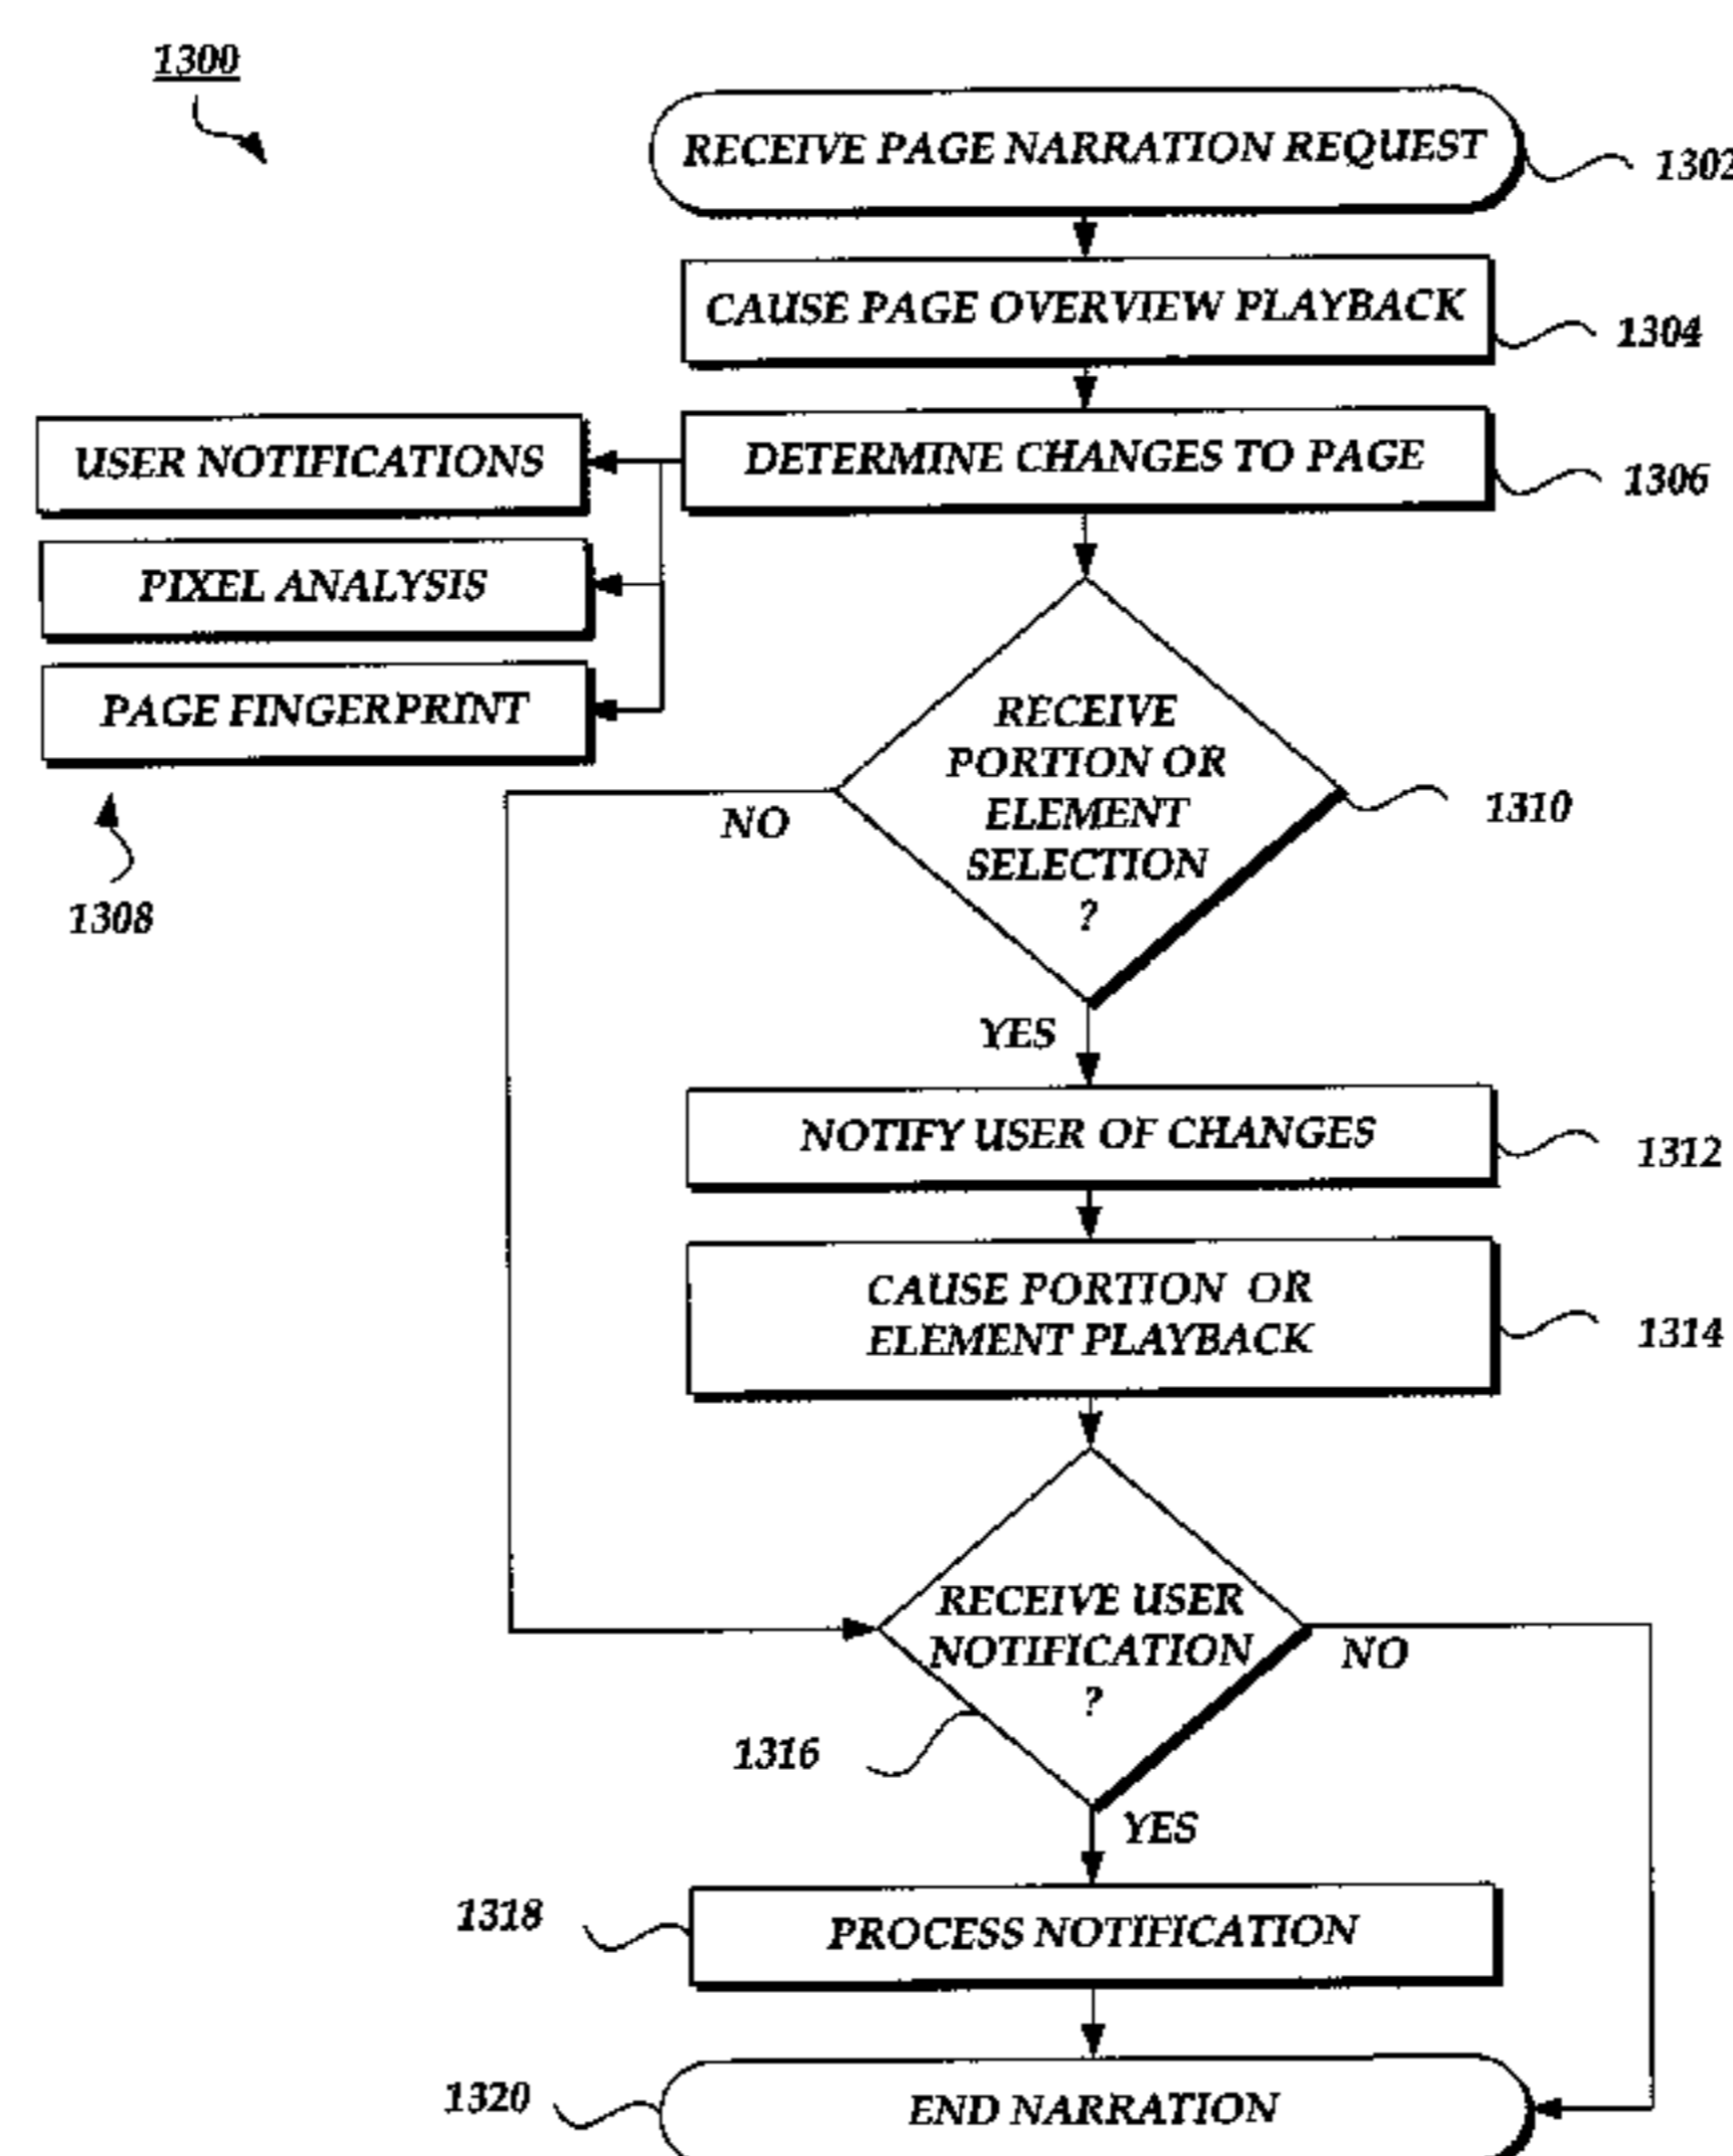 1300
RECEIVE PAGE NARRATION REQUEST
1302
CAUSE PAGE OVERVIEW PLAYBACK
1304
DETERMINE CHANGES TO PAGE
1306
USER NOTIFICATIONS
PIXEL ANALYSIS
PAGE FINGERPRINT
1308
RECEIVE
PORTION OR
ELEMENT
SELECTION
?
1310
NO
YES
NOTIFY USER OF CHANGES
1312
CAUSE PORTION OR
ELEMENT PLAYBACK
1314
RECEIVE USER
NOTIFICATION
?
NO
1316
YES
1318
PROCESS NOTIFICATION
1320
END NARRATION